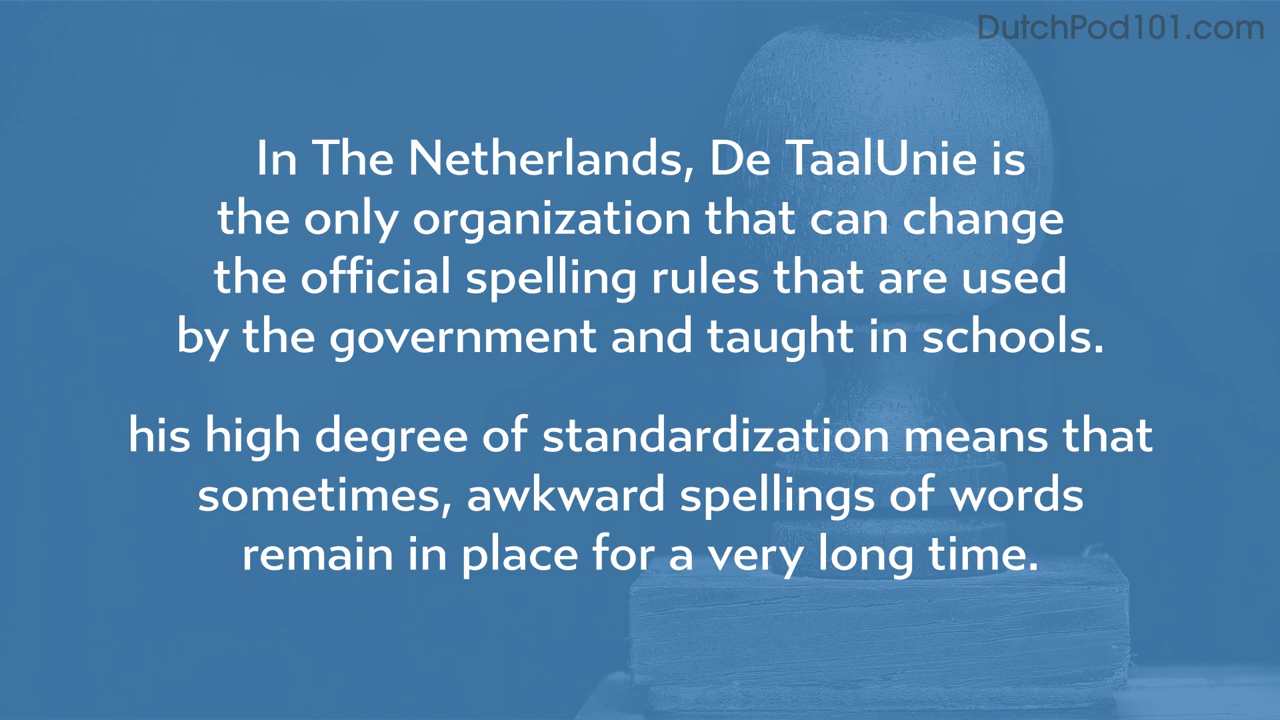 DutchPod101.com
In The Netherlands, De TaalUnie is
the only organization that can change
the official spelling rules that are used
by the government and taught in schools.
his high degree of standardization means that
sometimes, awkward spellings of words
remain in place for a very long time.